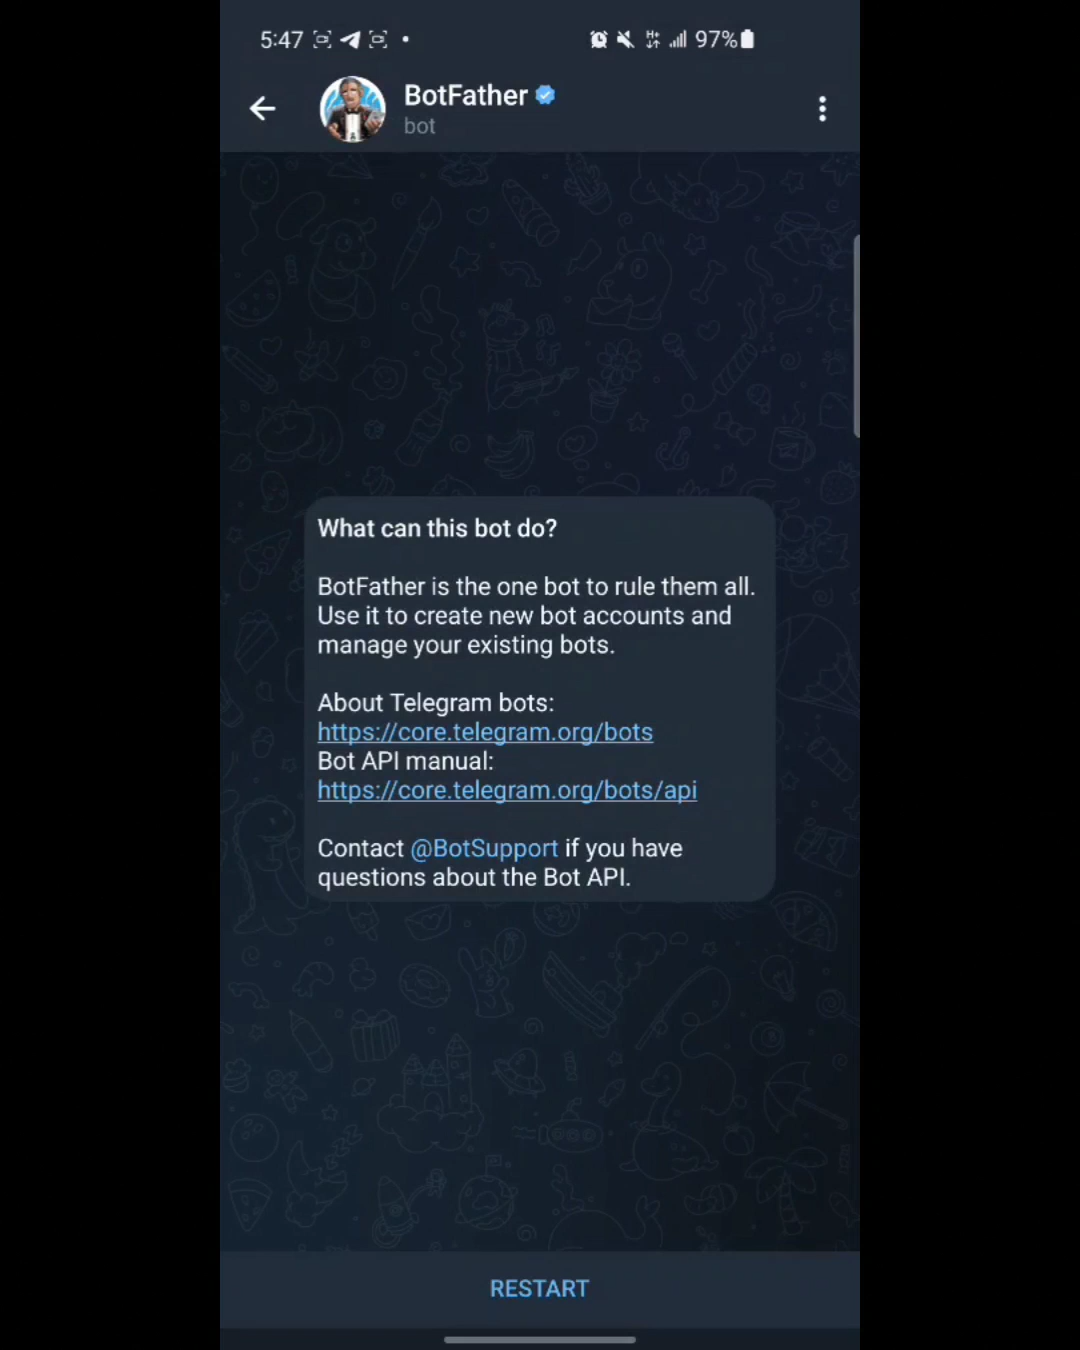 5:47 97%
BotFather
bot
What can this bot do?
BotFather is the one bot to rule them all.
Use it to create new bot accounts and
manage your existing bots.
About Telegram bots:
https://core.telegram.org/bots
Bot API manual:
https://core.telegram.org/bots/api
Contact @BotSupport if you have
questions about the Bot API.
RESTART